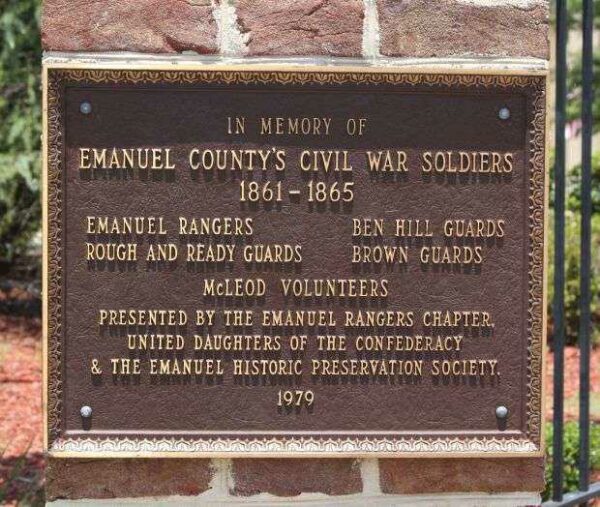 IN MEMORY OF
EMANUEL COUNTY'S CIVIL WAR SOLDIERS
1861 - 1865
EMANUEL RANGERS BEN HILL GUARDS
ROUGH AND READY GUARDS BROWN GUARDS
McLEOD VOLUNTEERS
PRESENTED BY THE EMANUEL RANGERS CHAPTER,
UNITED DAUGHTERS OF THE CONFEDERACY
& THE EMANUEL HISTORIC PRESERVATION SOCIETY.
1979